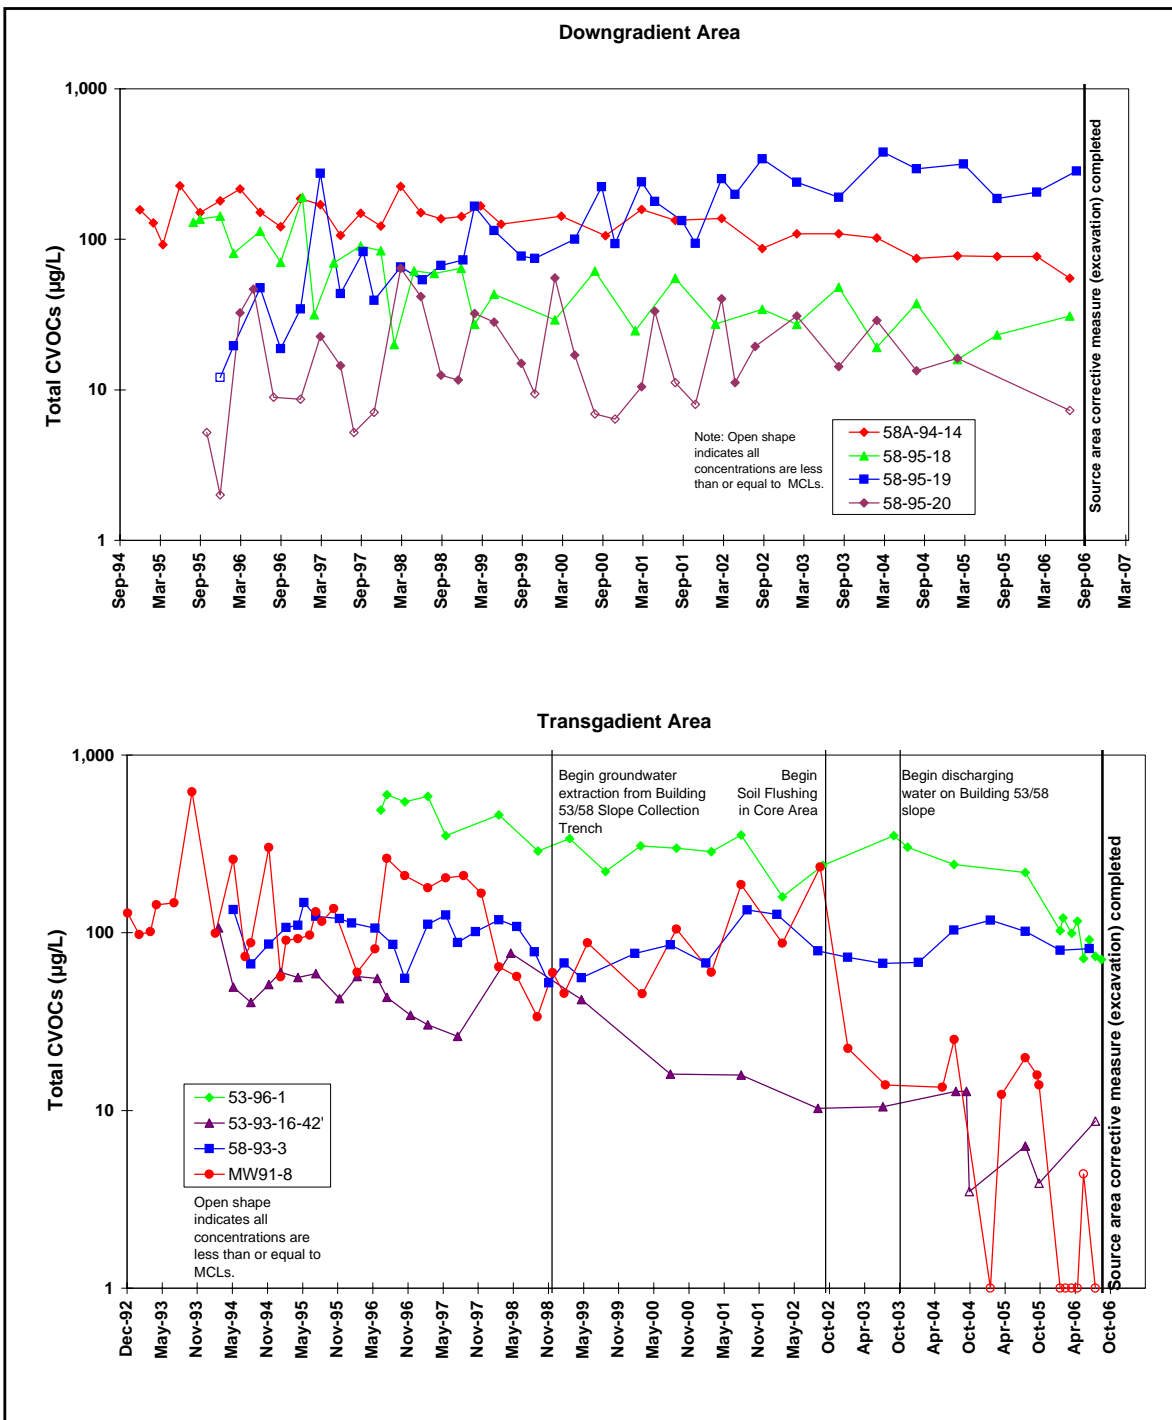 Downgradient Area
Total CVOCs (µg/L)
1,000
100
10
1
Sep-94
Mar-95
Sep-95
Mar-96
Sep-96
Mar-97
Sep-97
Mar-98
Sep-98
Mar-99
Sep-99
Mar-00
Sep-00
Mar-01
Sep-01
Mar-02
Sep-02
Mar-03
Sep-03
Mar-04
Sep-04
Mar-05
Sep-05
Mar-06
Sep-06
Mar-07
Note: Open shape
indicates all
concentrations are less
than or equal to MCLs.
58A-94-14
58-95-18
58-95-19
58-95-20
Source area corrective measure (excavation) completed
Transgadient Area
Total CVOCs (µg/L)
1,000
100
10
1
Dec-92
May-93
Nov-93
May-94
Nov-94
May-95
Nov-95
May-96
Nov-96
May-97
Nov-97
May-98
Nov-98
May-99
Nov-99
May-00
Nov-00
May-01
Nov-01
May-02
Oct-02
Apr-03
Oct-03
Apr-04
Oct-04
Apr-05
Oct-05
Apr-06
Oct-06
Begin groundwater
extraction from Building
53/58 Slope Collection
Trench
Begin
Soil Flushing
in Core Area
Begin discharging
water on Building 53/58
slope
53-96-1
53-93-16-42'
58-93-3
MW91-8
Open shape
indicates all
concentrations are
less than or equal to
MCLs.
Source area corrective measure (excavation) completed